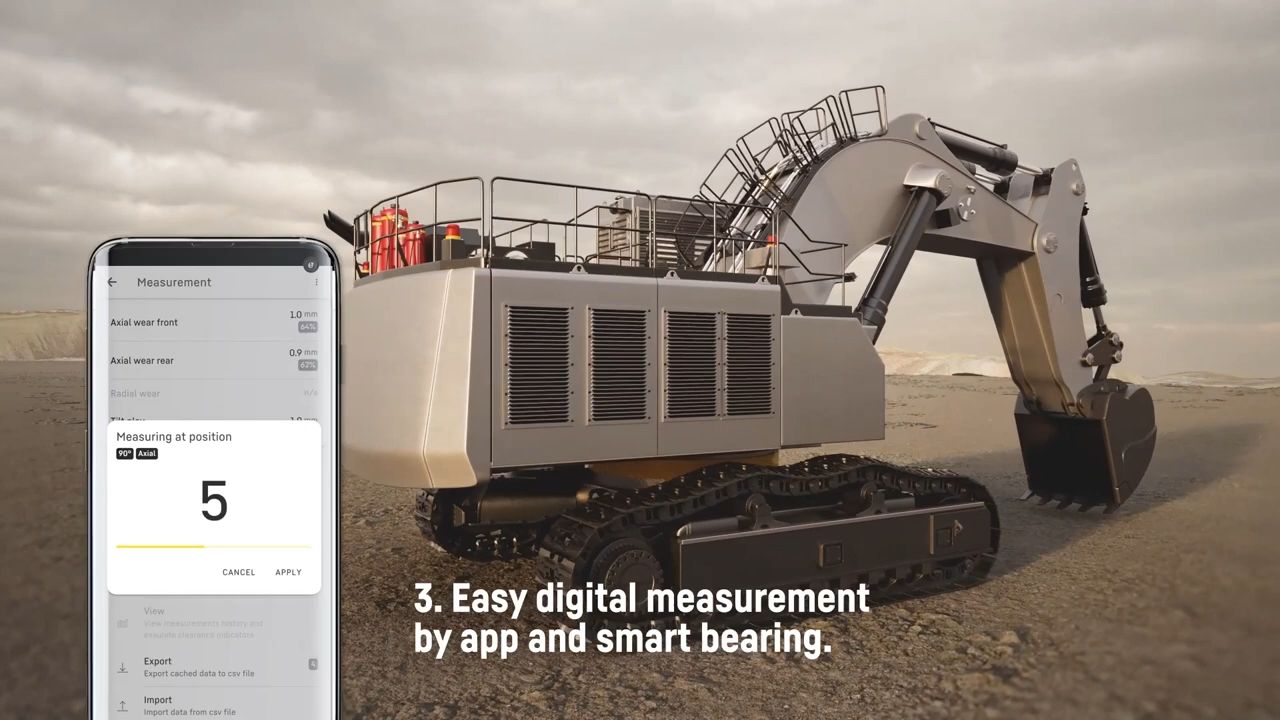 Measurement
Axial wear front
1.0 mm
64%
Axial wear rear
0.9 mm
62%
Radial wear
n/a
Measuring at position
90° Axial
5
CANCEL
APPLY
View
View measurements history and
execute clearance indicators
Export
4
Export cached data to csv file
Import
Import data from csv file
3. Easy digital measurement
by app and smart bearing.